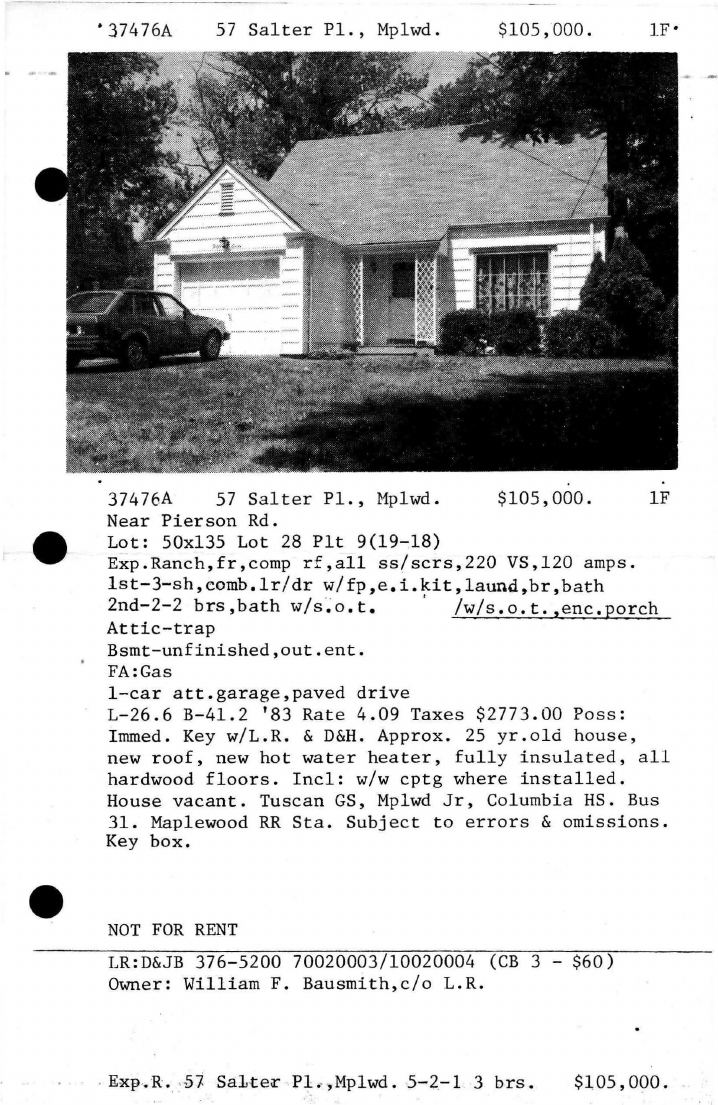 37476A 57 Salter Pl., Mplwd. $105,000. 1F
37476A 57 Salter Pl., Mplwd. $105,000. 1F
Near Pierson Rd.
Lot: 50x135 Lot 28 Plt 9(19-18)
Exp.Ranch,fr,comp rf,all ss/scrs,220 VS,120 amps.
1st-3-sh,comb.lr/dr w/fp,e.i.kit,laund,br,bath
2nd-2-2 brs,bath w/s.o.t. /w/s.o.t.,enc.porch
Attic-trap
Bsmt-unfinished,out.ent.
FA:Gas
1-car att.garage,paved drive
L-26.6 B-41.2 '83 Rate 4.09 Taxes $2773.00 Poss:
Immed. Key w/L.R. & D&H. Approx. 25 yr.old house,
new roof, new hot water heater, fully insulated, all
hardwood floors. Incl: w/w cptg where installed.
House vacant. Tuscan GS, Mplwd Jr, Columbia HS. Bus
31. Maplewood RR Sta. Subject to errors & omissions.
Key box.
NOT FOR RENT
LR:D&JB 376-5200 70020003/10020004 (CB 3 - $60)
Owner: William F. Bausmith,c/o L.R.
Exp.R. 57 Salter Pl.,Mplwd. 5-2-1 3 brs. $105,000.